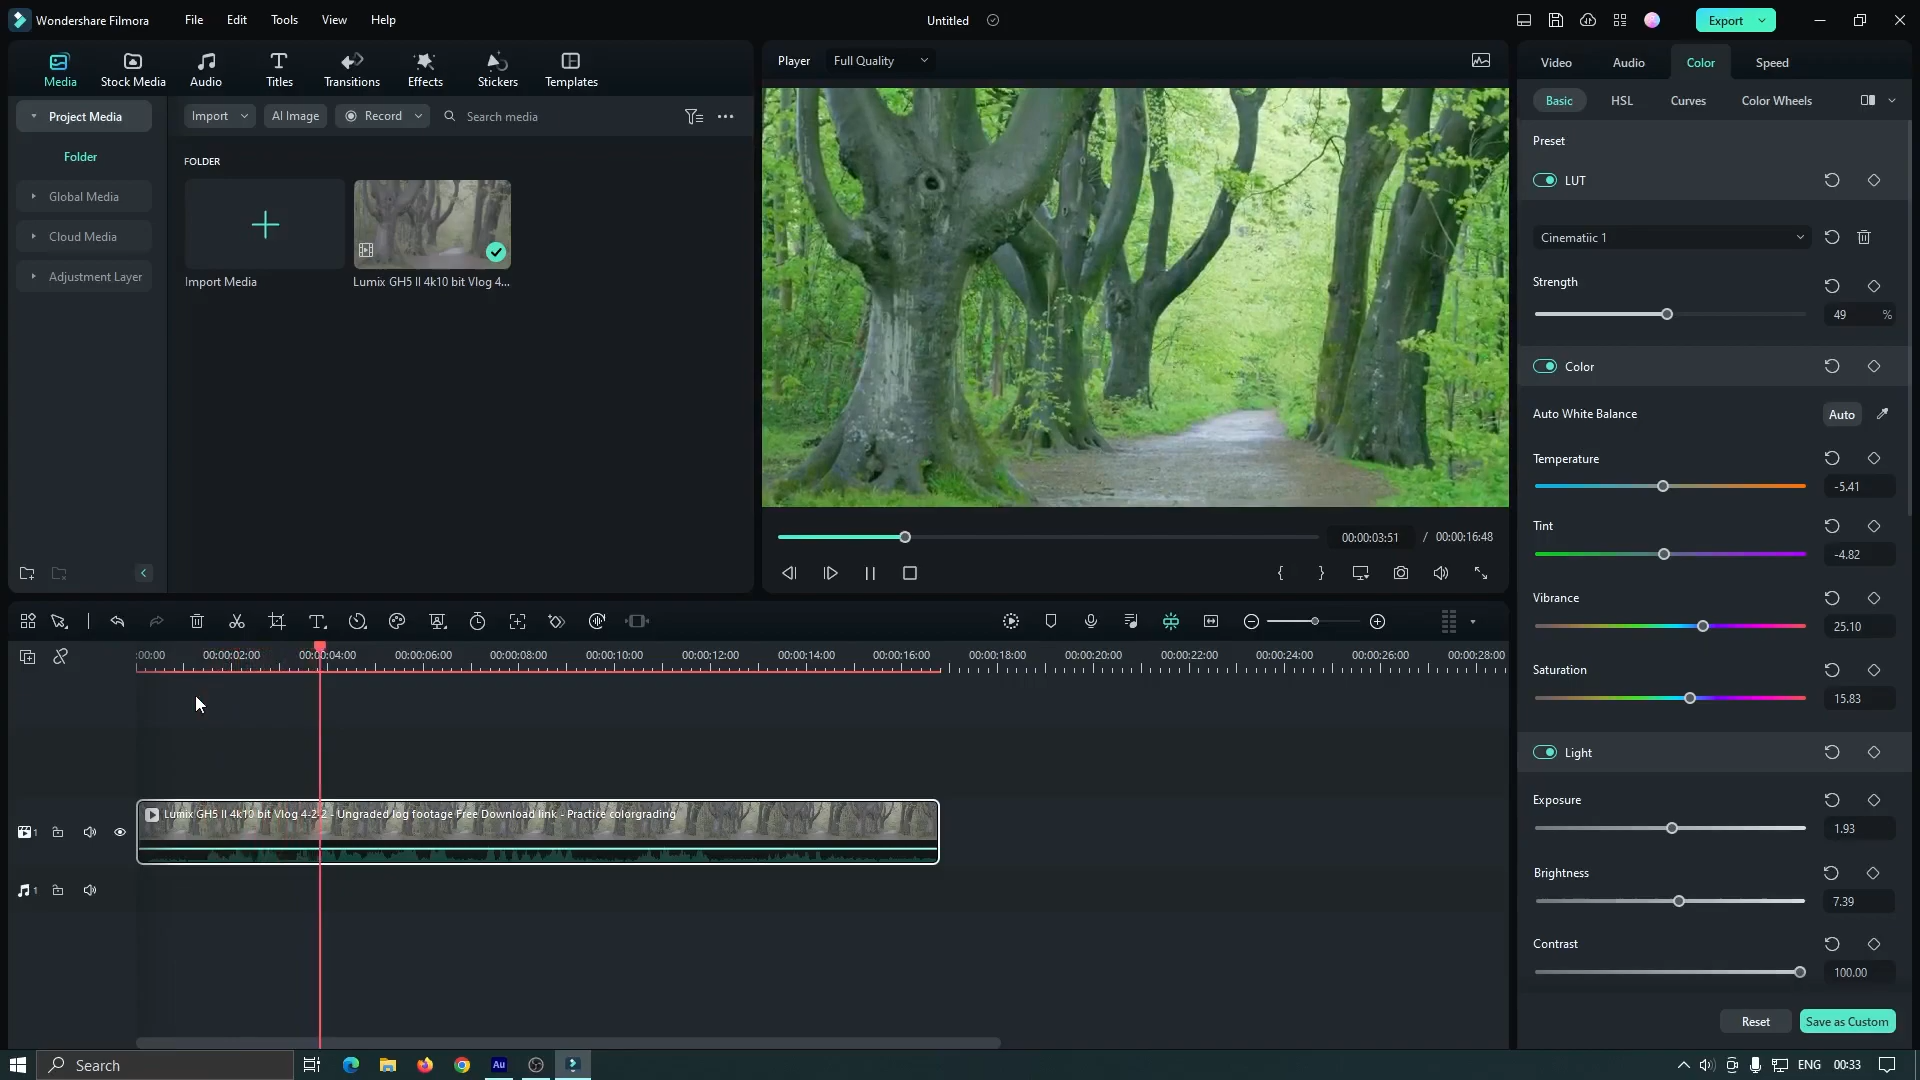 Wondershare Filmora
File
Edit
Tools
View
Help
Untitled
Export
Media
Stock Media
Audio
Titles
Transitions
Effects
Stickers
Templates
Player
Full Quality
Video
Audio
Color
Speed
Project Media
Folder
Global Media
Cloud Media
Adjustment Layer
Import
AI Image
Record
Search media
FOLDER
Import Media
Lumix GH5 II 4k10 bit Vlog 4...
Basic
HSL
Curves
Color Wheels
Preset
LUT
Cinematiic 1
Strength
49 %
Color
Auto White Balance
Auto
Temperature
-5.41
Tint
-4.82
Vibrance
25.10
Saturation
15.83
Light
Exposure
1.93
Brightness
7.39
Contrast
100.00
Reset
Save as Custom
00:00:03:51 / 00:00:16:48
:00:00
00:00:02:00
00:00:04:00
00:00:06:00
00:00:08:00
00:00:10:00
00:00:12:00
00:00:14:00
00:00:16:00
00:00:18:00
00:00:20:00
00:00:22:00
00:00:24:00
00:00:26:00
00:00:28:00
Lumix GH5 II 4k10 bit Vlog 4-2-2 - Ungraded log footage Free Download link - Practice colorgrading
1
1
Search
Au
ENG
00:33